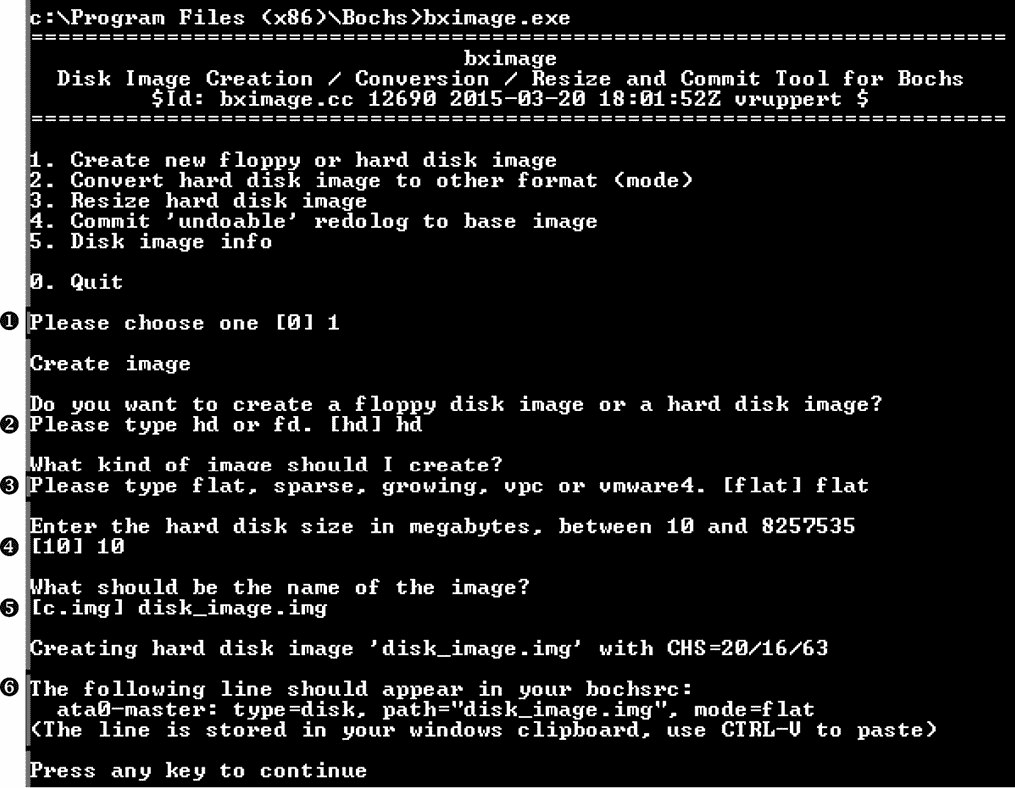 c:\Program Files (x86)\Bochs>bximage.exe
========================================================================
bximage
Disk Image Creation / Conversion / Resize and Commit Tool for Bochs
$Id: bximage.cc 12690 2015-03-20 18:01:52Z vruppert $
========================================================================
1. Create new floppy or hard disk image
2. Convert hard disk image to other format (mode)
3. Resize hard disk image
4. Commit 'undoable' redolog to base image
5. Disk image info
0. Quit
❶ Please choose one [0] 1
Create image
Do you want to create a floppy disk image or a hard disk image?
❷ Please type hd or fd. [hd] hd
What kind of image should I create?
❸ Please type flat, sparse, growing, vpc or vmware4. [flat] flat
Enter the hard disk size in megabytes, between 10 and 8257535
❹ [10] 10
What should be the name of the image?
❺ [c.img] disk_image.img
Creating hard disk image 'disk_image.img' with CHS=20/16/63
❻ The following line should appear in your bochsrc:
ata0-master: type=disk, path="disk_image.img", mode=flat
(The line is stored in your windows clipboard, use CTRL-V to paste)
Press any key to continue